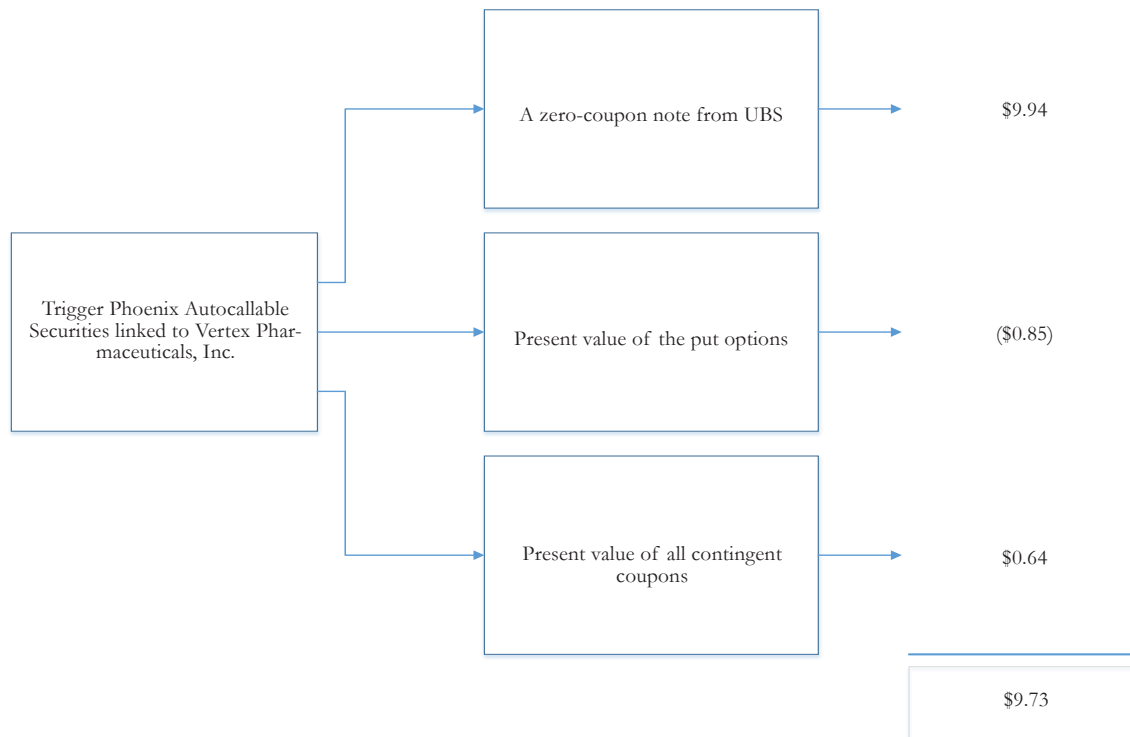 A zero-coupon note from UBS
$9.94
Trigger Phoenix Autocallable
Securities linked to Vertex Phar-
maceuticals, Inc.
Present value of the put options
($0.85)
Present value of all contingent
coupons
$0.64
$9.73